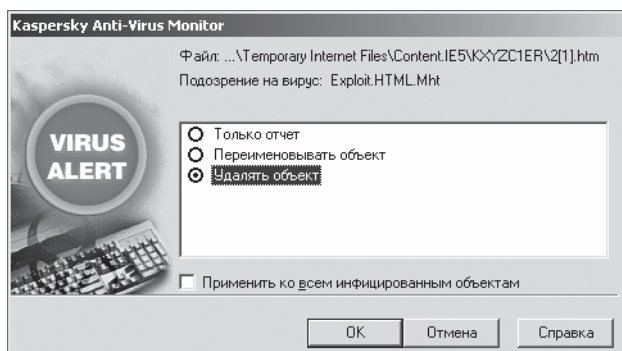 Kaspersky Anti-Virus Monitor
Файл: ...\Temporary Internet Files\Content.IE5\KXYZC1ER\2[1].htm
Подозрение на вирус: Exploit.HTML.Mht
VIRUS
ALERT
Только отчет
Переименовывать объект
Удалять объект
Применить ко всем инфицированным объектам
OK Отмена Справка